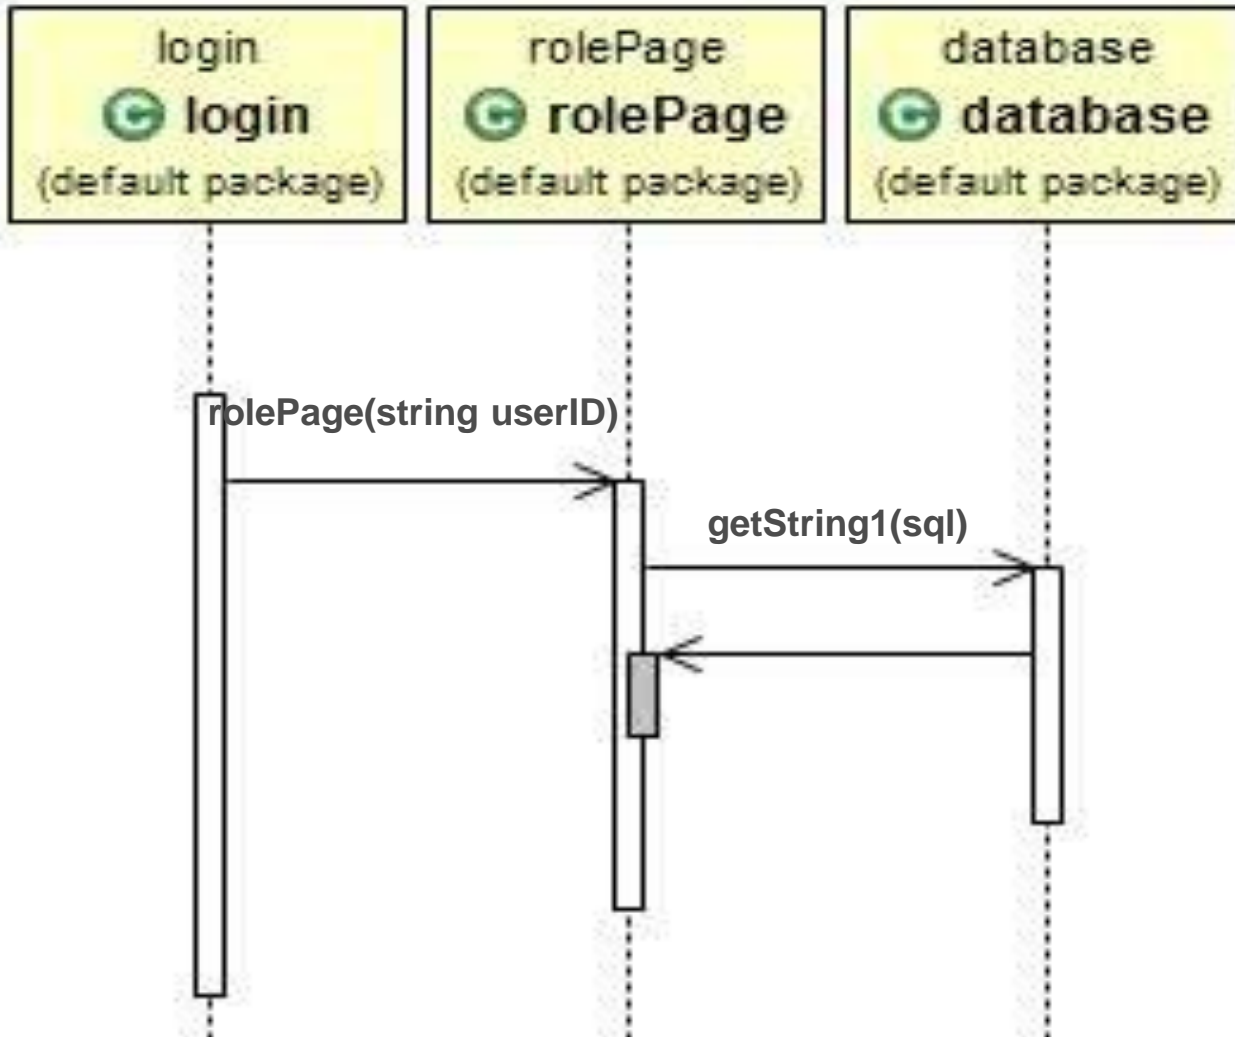 login
C login
(default package)
rolePage
C rolePage
(default package)
database
C database
(default package)
rolePage(string userID)
getString1(sql)